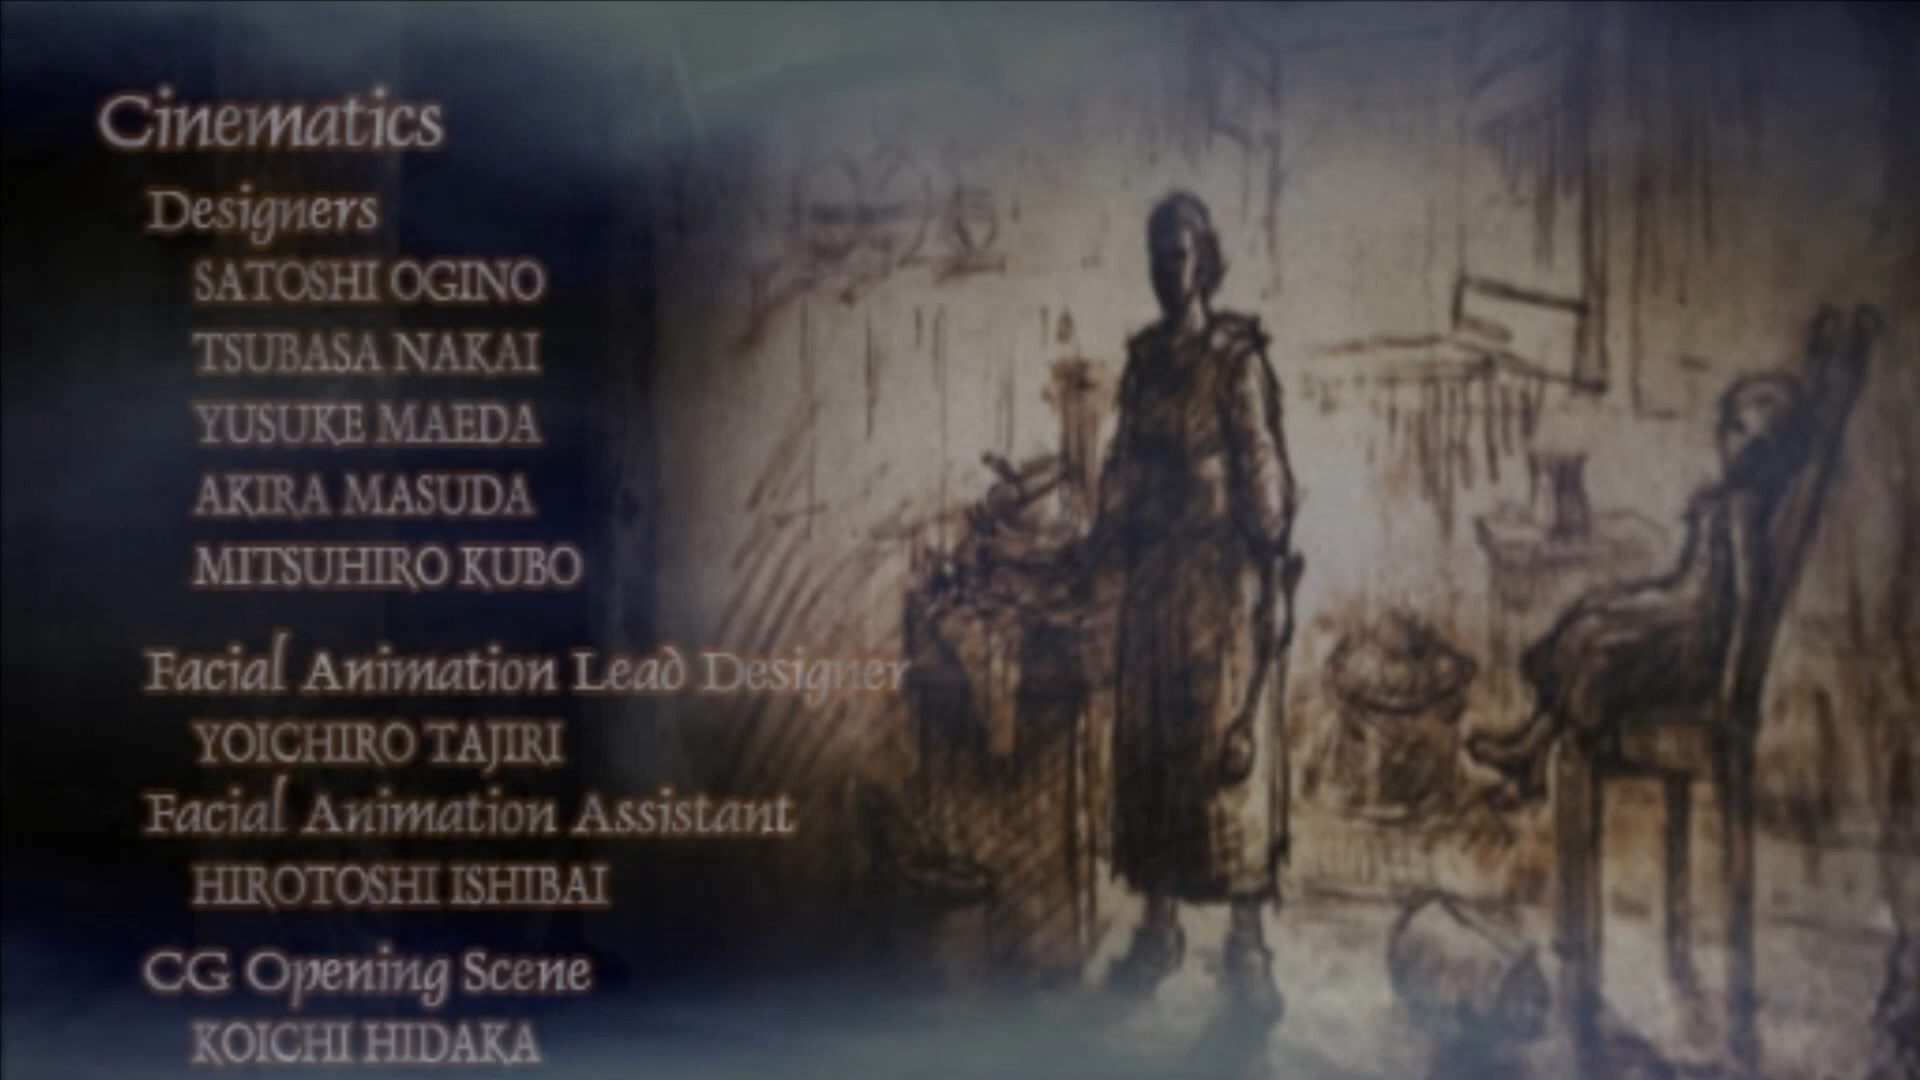 Cinematics
Designers
SATOSHI OGINO
TSUBASA NAKAI
YUSUKE MAEDA
AKIRA MASUDA
MITSUHIRO KUBO
Facial Animation Lead Designer
YOICHIRO TAJIRI
Facial Animation Assistant
HIROTOSHI ISHIBAI
CG Opening Scene
KOICHI HIDAKA